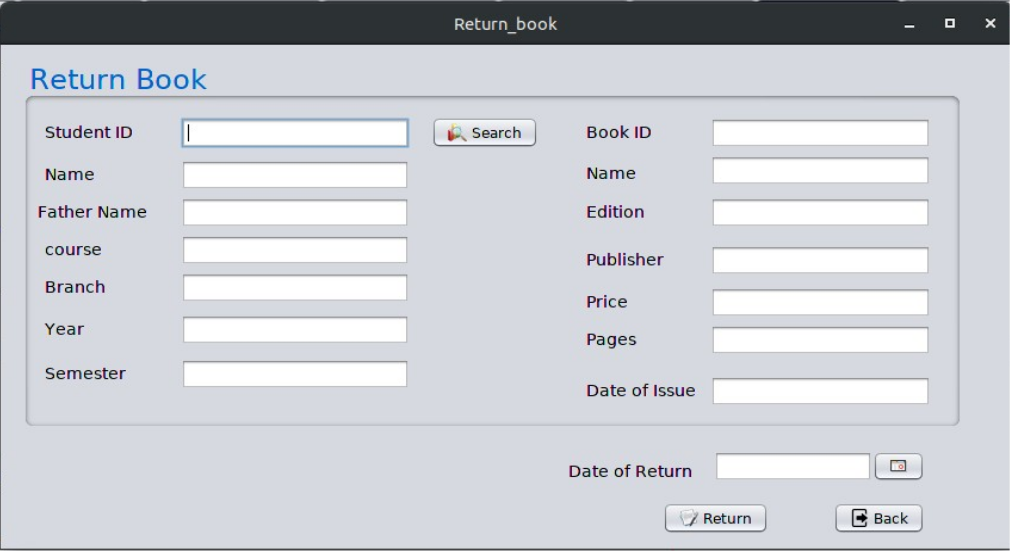 Return_book
Return Book
Student ID
Search
Name
Father Name
course
Branch
Year
Semester
Book ID
Name
Edition
Publisher
Price
Pages
Date of Issue
Date of Return
Return
Back